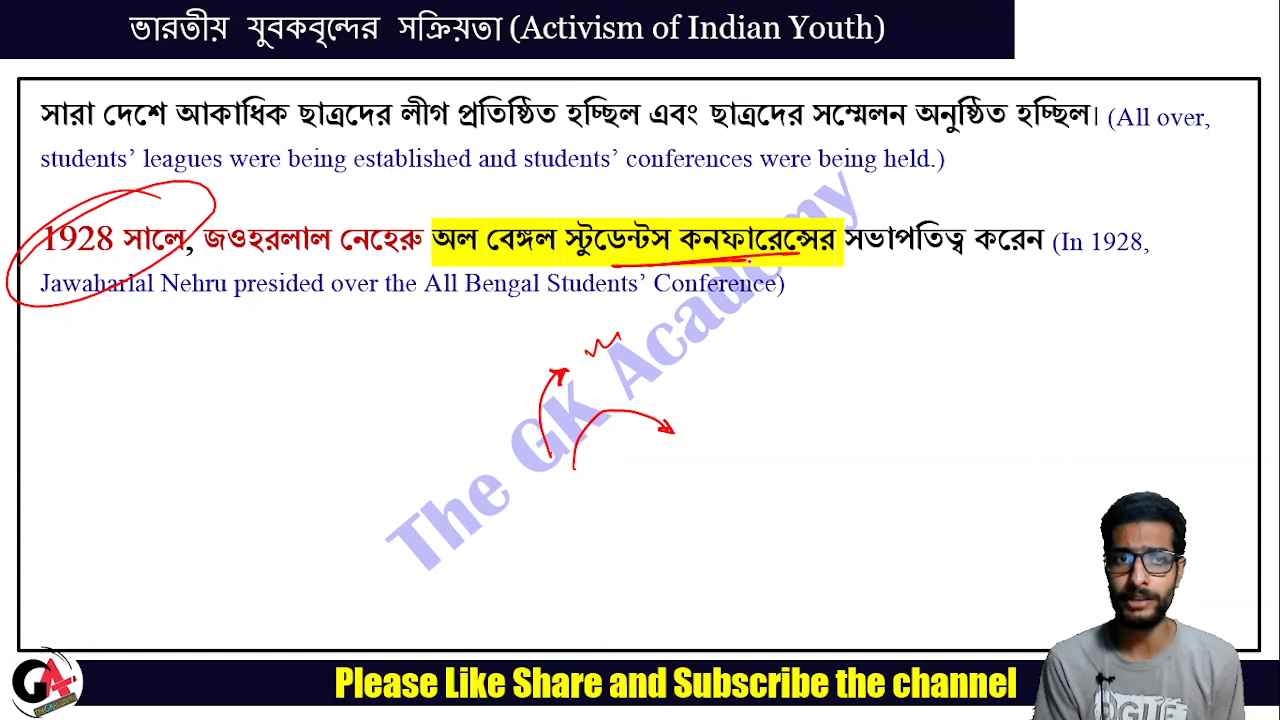 ভারতীয় যুবকবৃন্দের সক্রিয়তা (Activism of Indian Youth)
সারা দেশে আকাধিক ছাত্রদের লীগ প্রতিষ্ঠিত হচ্ছিল এবং ছাত্রদের সম্মেলন অনুষ্ঠিত হচ্ছিল। (All over,
students’ leagues were being established and students’ conferences were being held.)
1928 সালে, জওহরলাল নেহেরু অল বেঙ্গল স্টুডেন্টস কনফারেন্সের সভাপতিত্ব করেন (In 1928,
Jawaharlal Nehru presided over the All Bengal Students’ Conference)
The GK Academy
GA
Please Like Share and Subscribe the channel